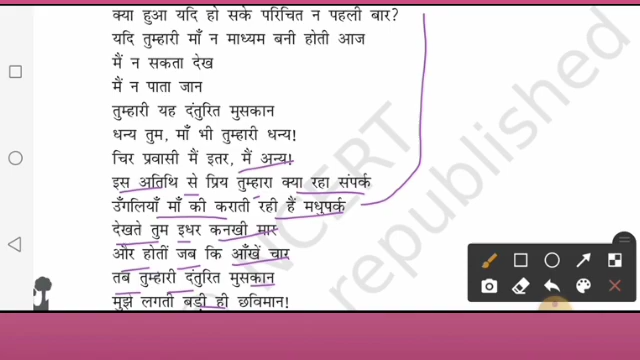 क्या हुआ यदि हो सके परिचित न पहली बार?
यदि तुम्हारी माँ न माध्यम बनी होती आज
मैं न सकता देख
मैं न पाता जान
तुम्हारी यह दंतुरित मुसकान
धन्य तुम, माँ भी तुम्हारी धन्य!
चिर प्रवासी मैं इतर, मैं अन्य!
इस अतिथि से प्रिय तुम्हारा क्या रहा संपर्क
उँगलियाँ माँ की कराती रही हैं मधुपर्क
देखते तुम इधर कनखी मार
और होतीं जब कि आँखें चार
तब तुम्हारी दंतुरित मुसकान
मुझे लगती बड़ी ही छविमान!
NCERT
republished